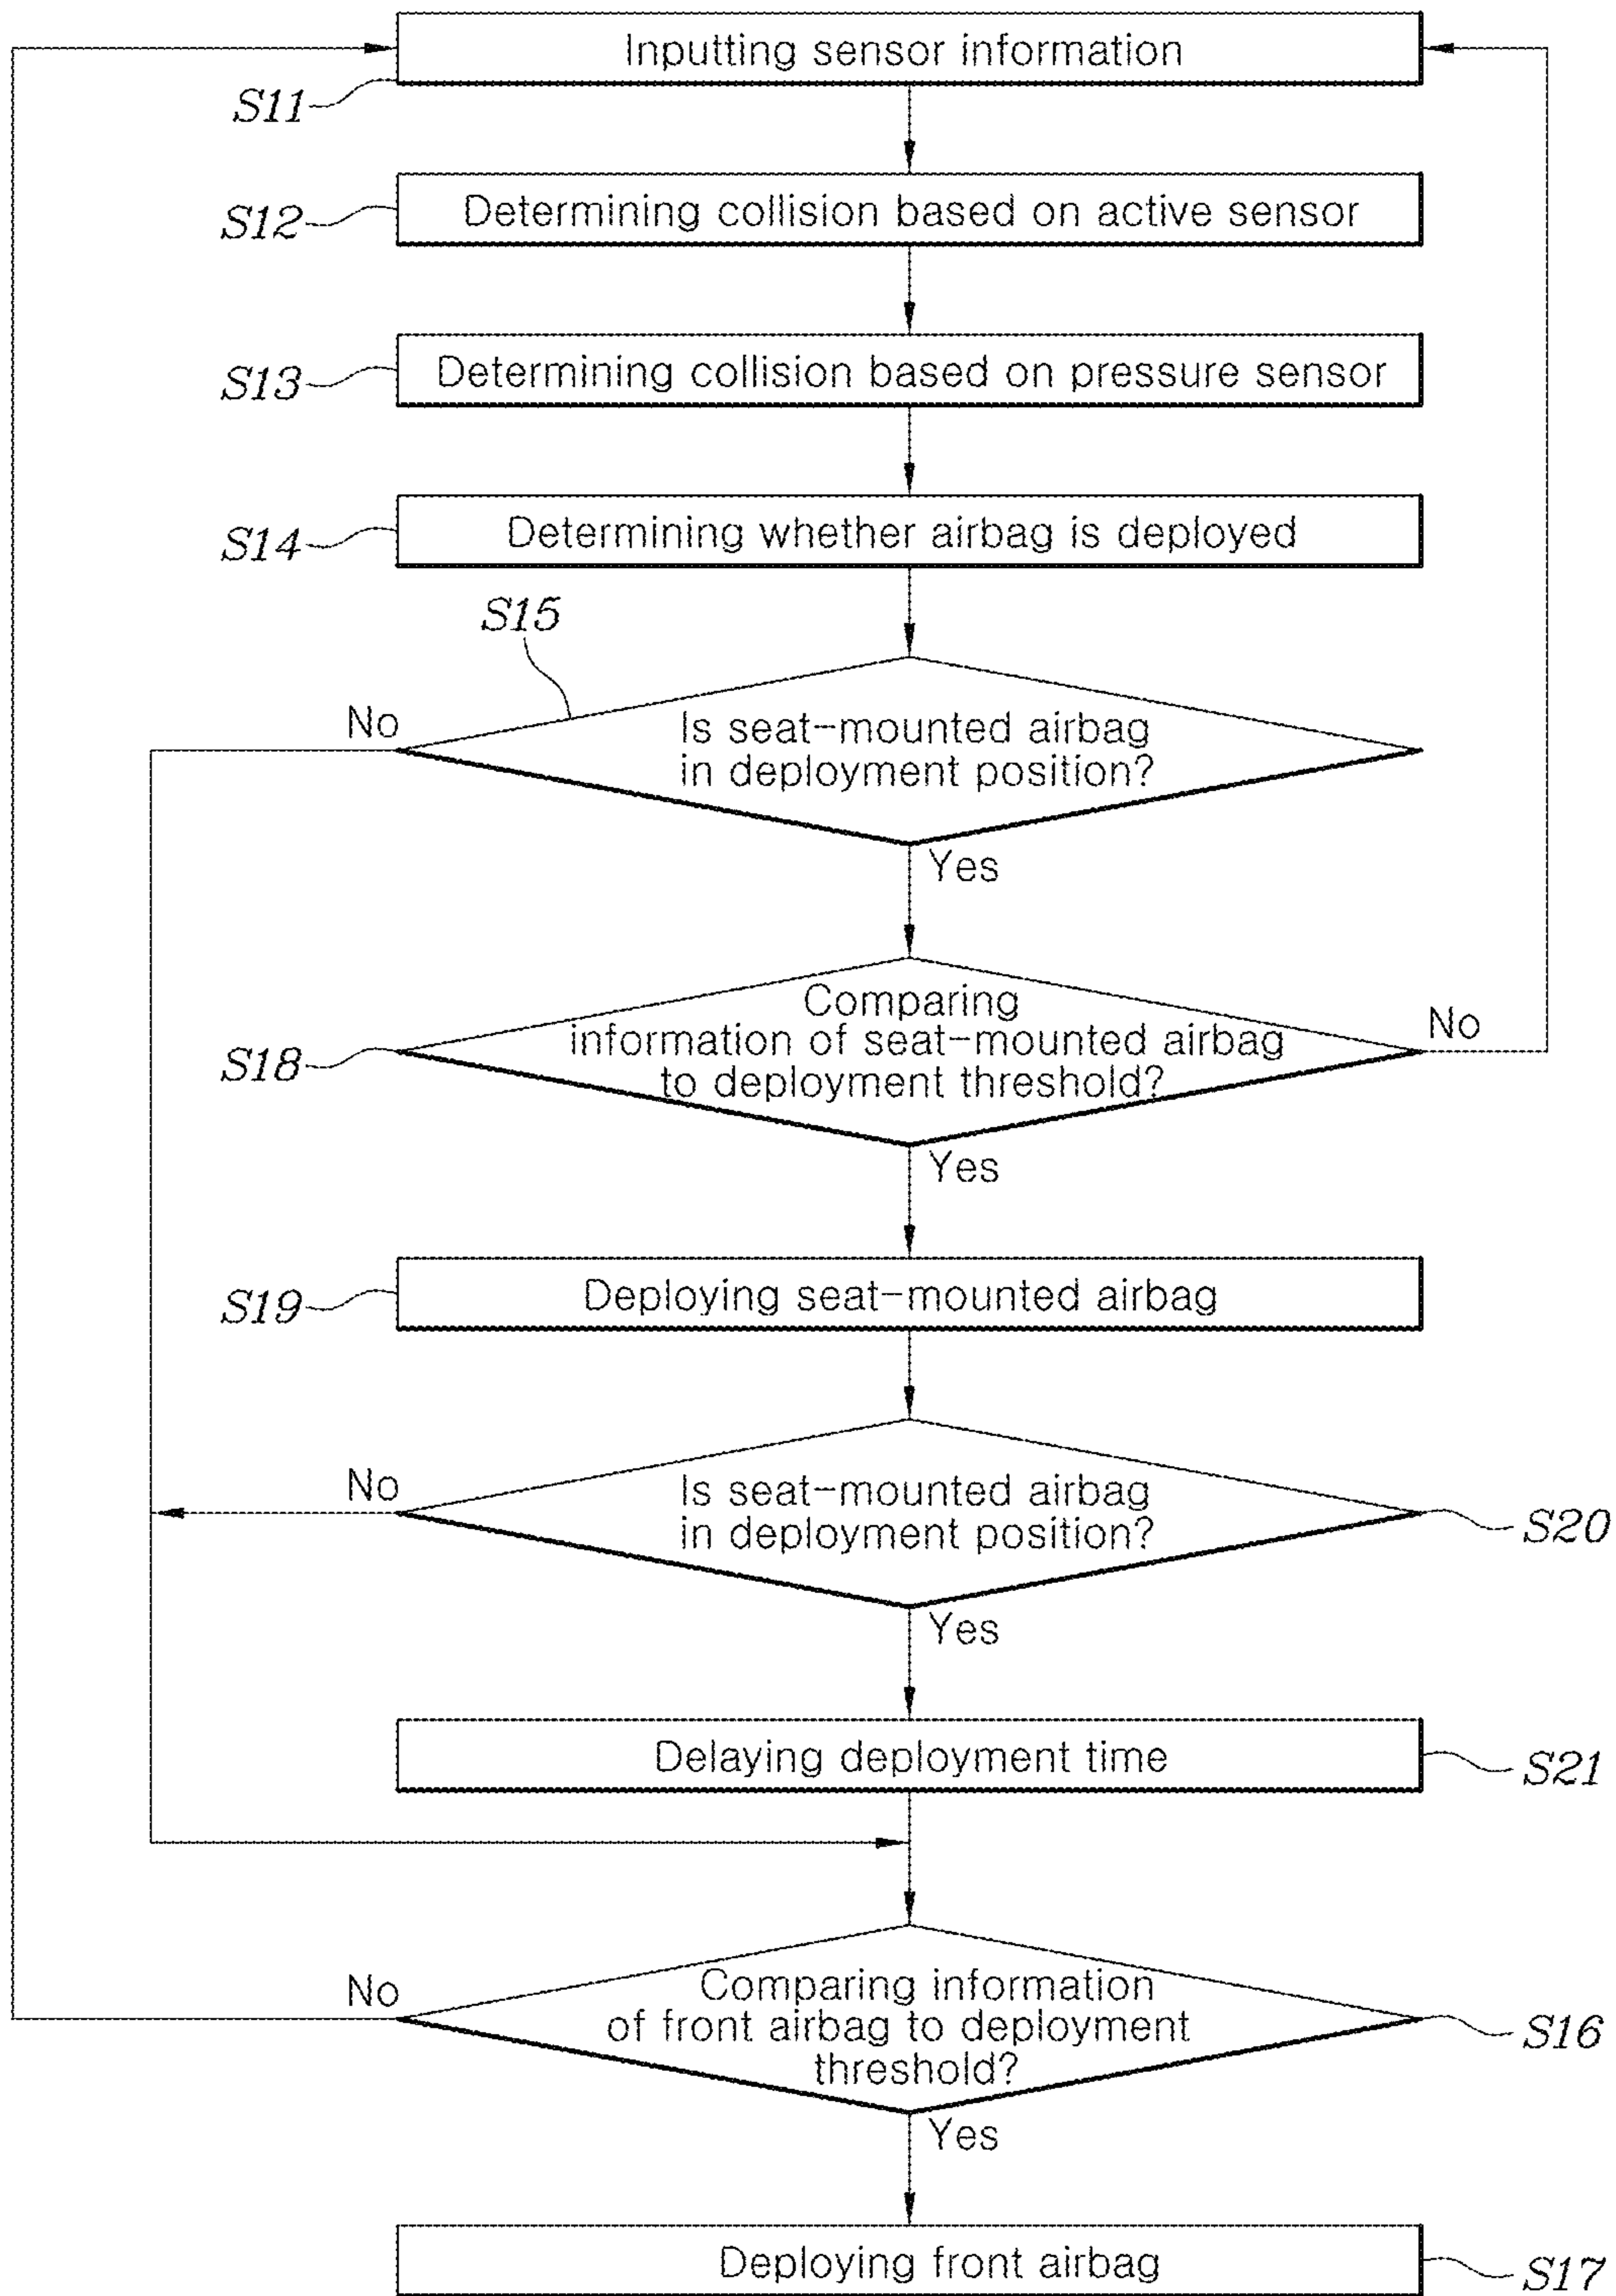 Inputting sensor information
S11
Determining collision based on active sensor
S12
Determining collision based on pressure sensor
S13
Determining whether airbag is deployed
S14
S15
No
Is seat-mounted airbag
in deployment position?
Yes
Comparing
information of seat-mounted airbag
to deployment threshold?
No
S18
Yes
Deploying seat-mounted airbag
S19
No
Is seat-mounted airbag
in deployment position?
S20
Yes
Delaying deployment time
S21
No
Comparing information
of front airbag to deployment
threshold?
S16
Yes
Deploying front airbag
S17